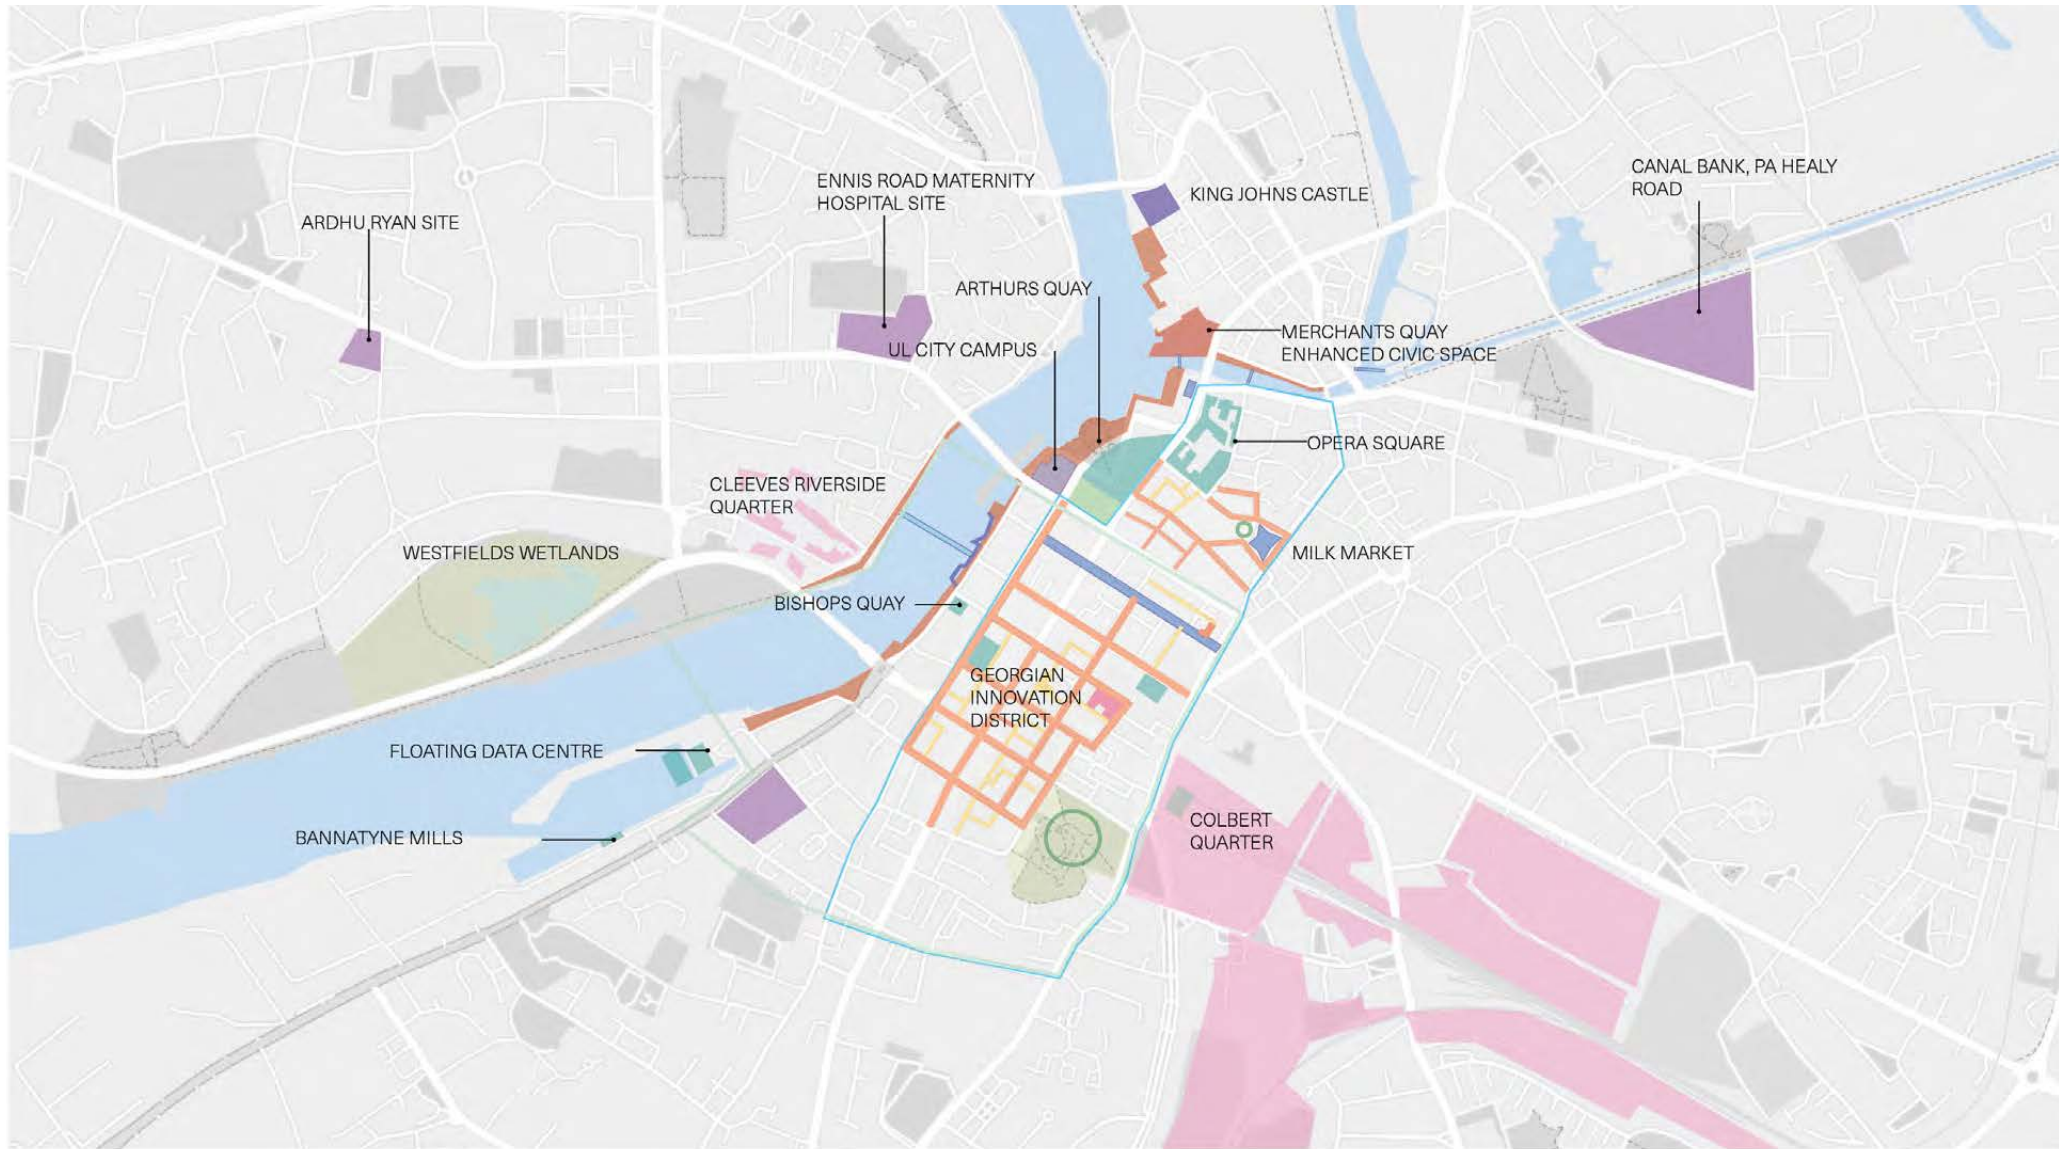 CANAL BANK, PA HEALY
ROAD
ENNIS ROAD MATERNITY
HOSPITAL SITE
KING JOHNS CASTLE
ARDHU RYAN SITE
ARTHURS QUAY
MERCHANTS QUAY
ENHANCED CIVIC SPACE
UL CITY CAMPUS
OPERA SQUARE
CLEEVES RIVERSIDE
QUARTER
WESTFIELDS WETLANDS
MILK MARKET
BISHOPS QUAY
GEORGIAN
INNOVATION
DISTRICT
FLOATING DATA CENTRE
COLBERT
QUARTER
BANNATYNE MILLS